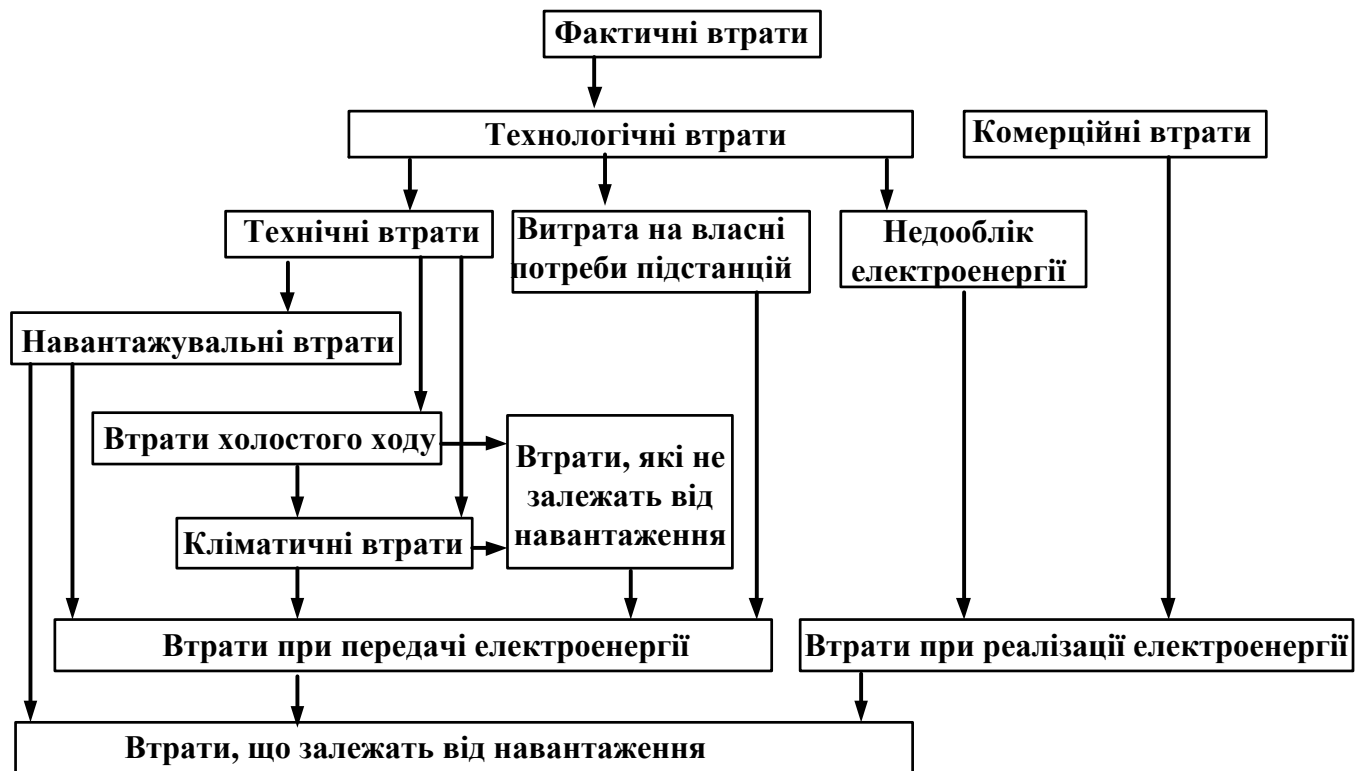 Фактичні втрати
Технологічні втрати
Комерційні втрати
Технічні втрати
Витрата на власні
потреби підстанцій
Недооблік
електроенергії
Навантажувальні втрати
Втрати холостого ходу
Втрати, які не
залежать від
навантаження
Кліматичні втрати
Втрати при передачі електроенергії
Втрати при реалізації електроенергії
Втрати, що залежать від навантаження